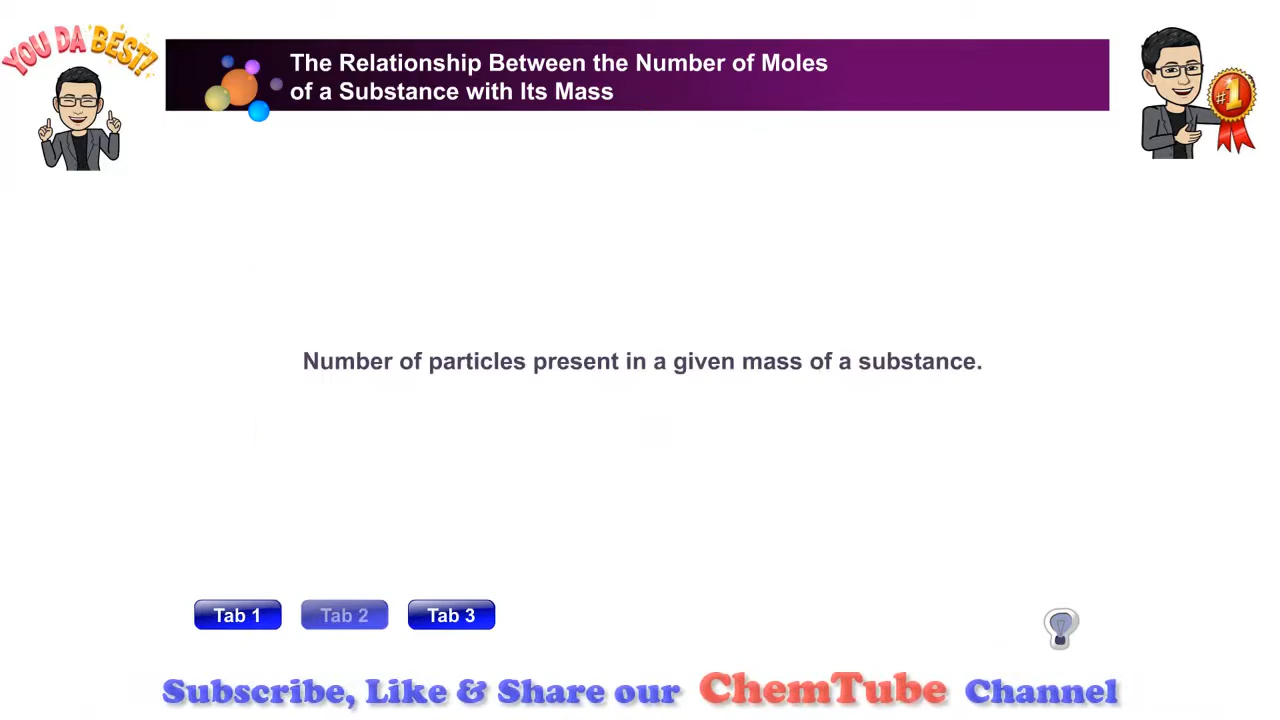 YOU DA BEST!
The Relationship Between the Number of Moles
of a Substance with Its Mass
#1
Number of particles present in a given mass of a substance.
Tab 1 Tab 2 Tab 3
Subscribe, Like & Share our ChemTube Channel